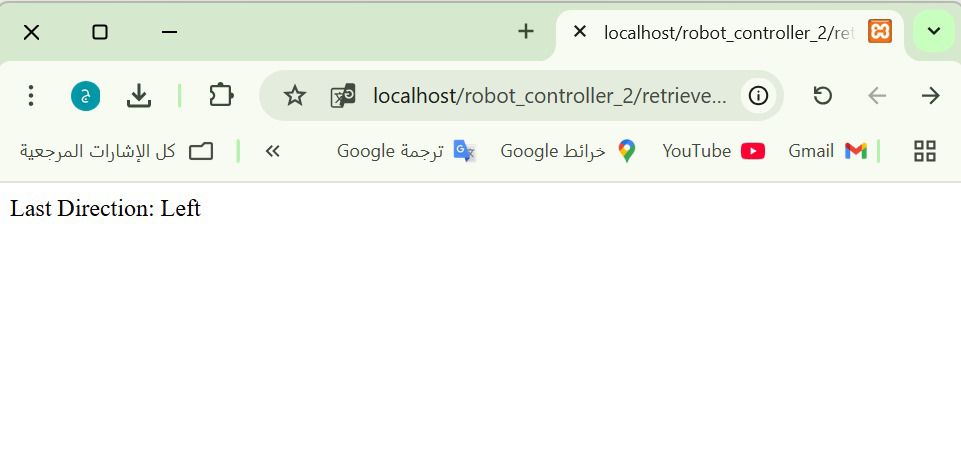 localhost/robot_controller_2/ret
localhost/robot_controller_2/retrieve...
ج
Gmail
YouTube
خرائط Google
ترجمة Google
كل الإشارات المرجعية
Last Direction: Left